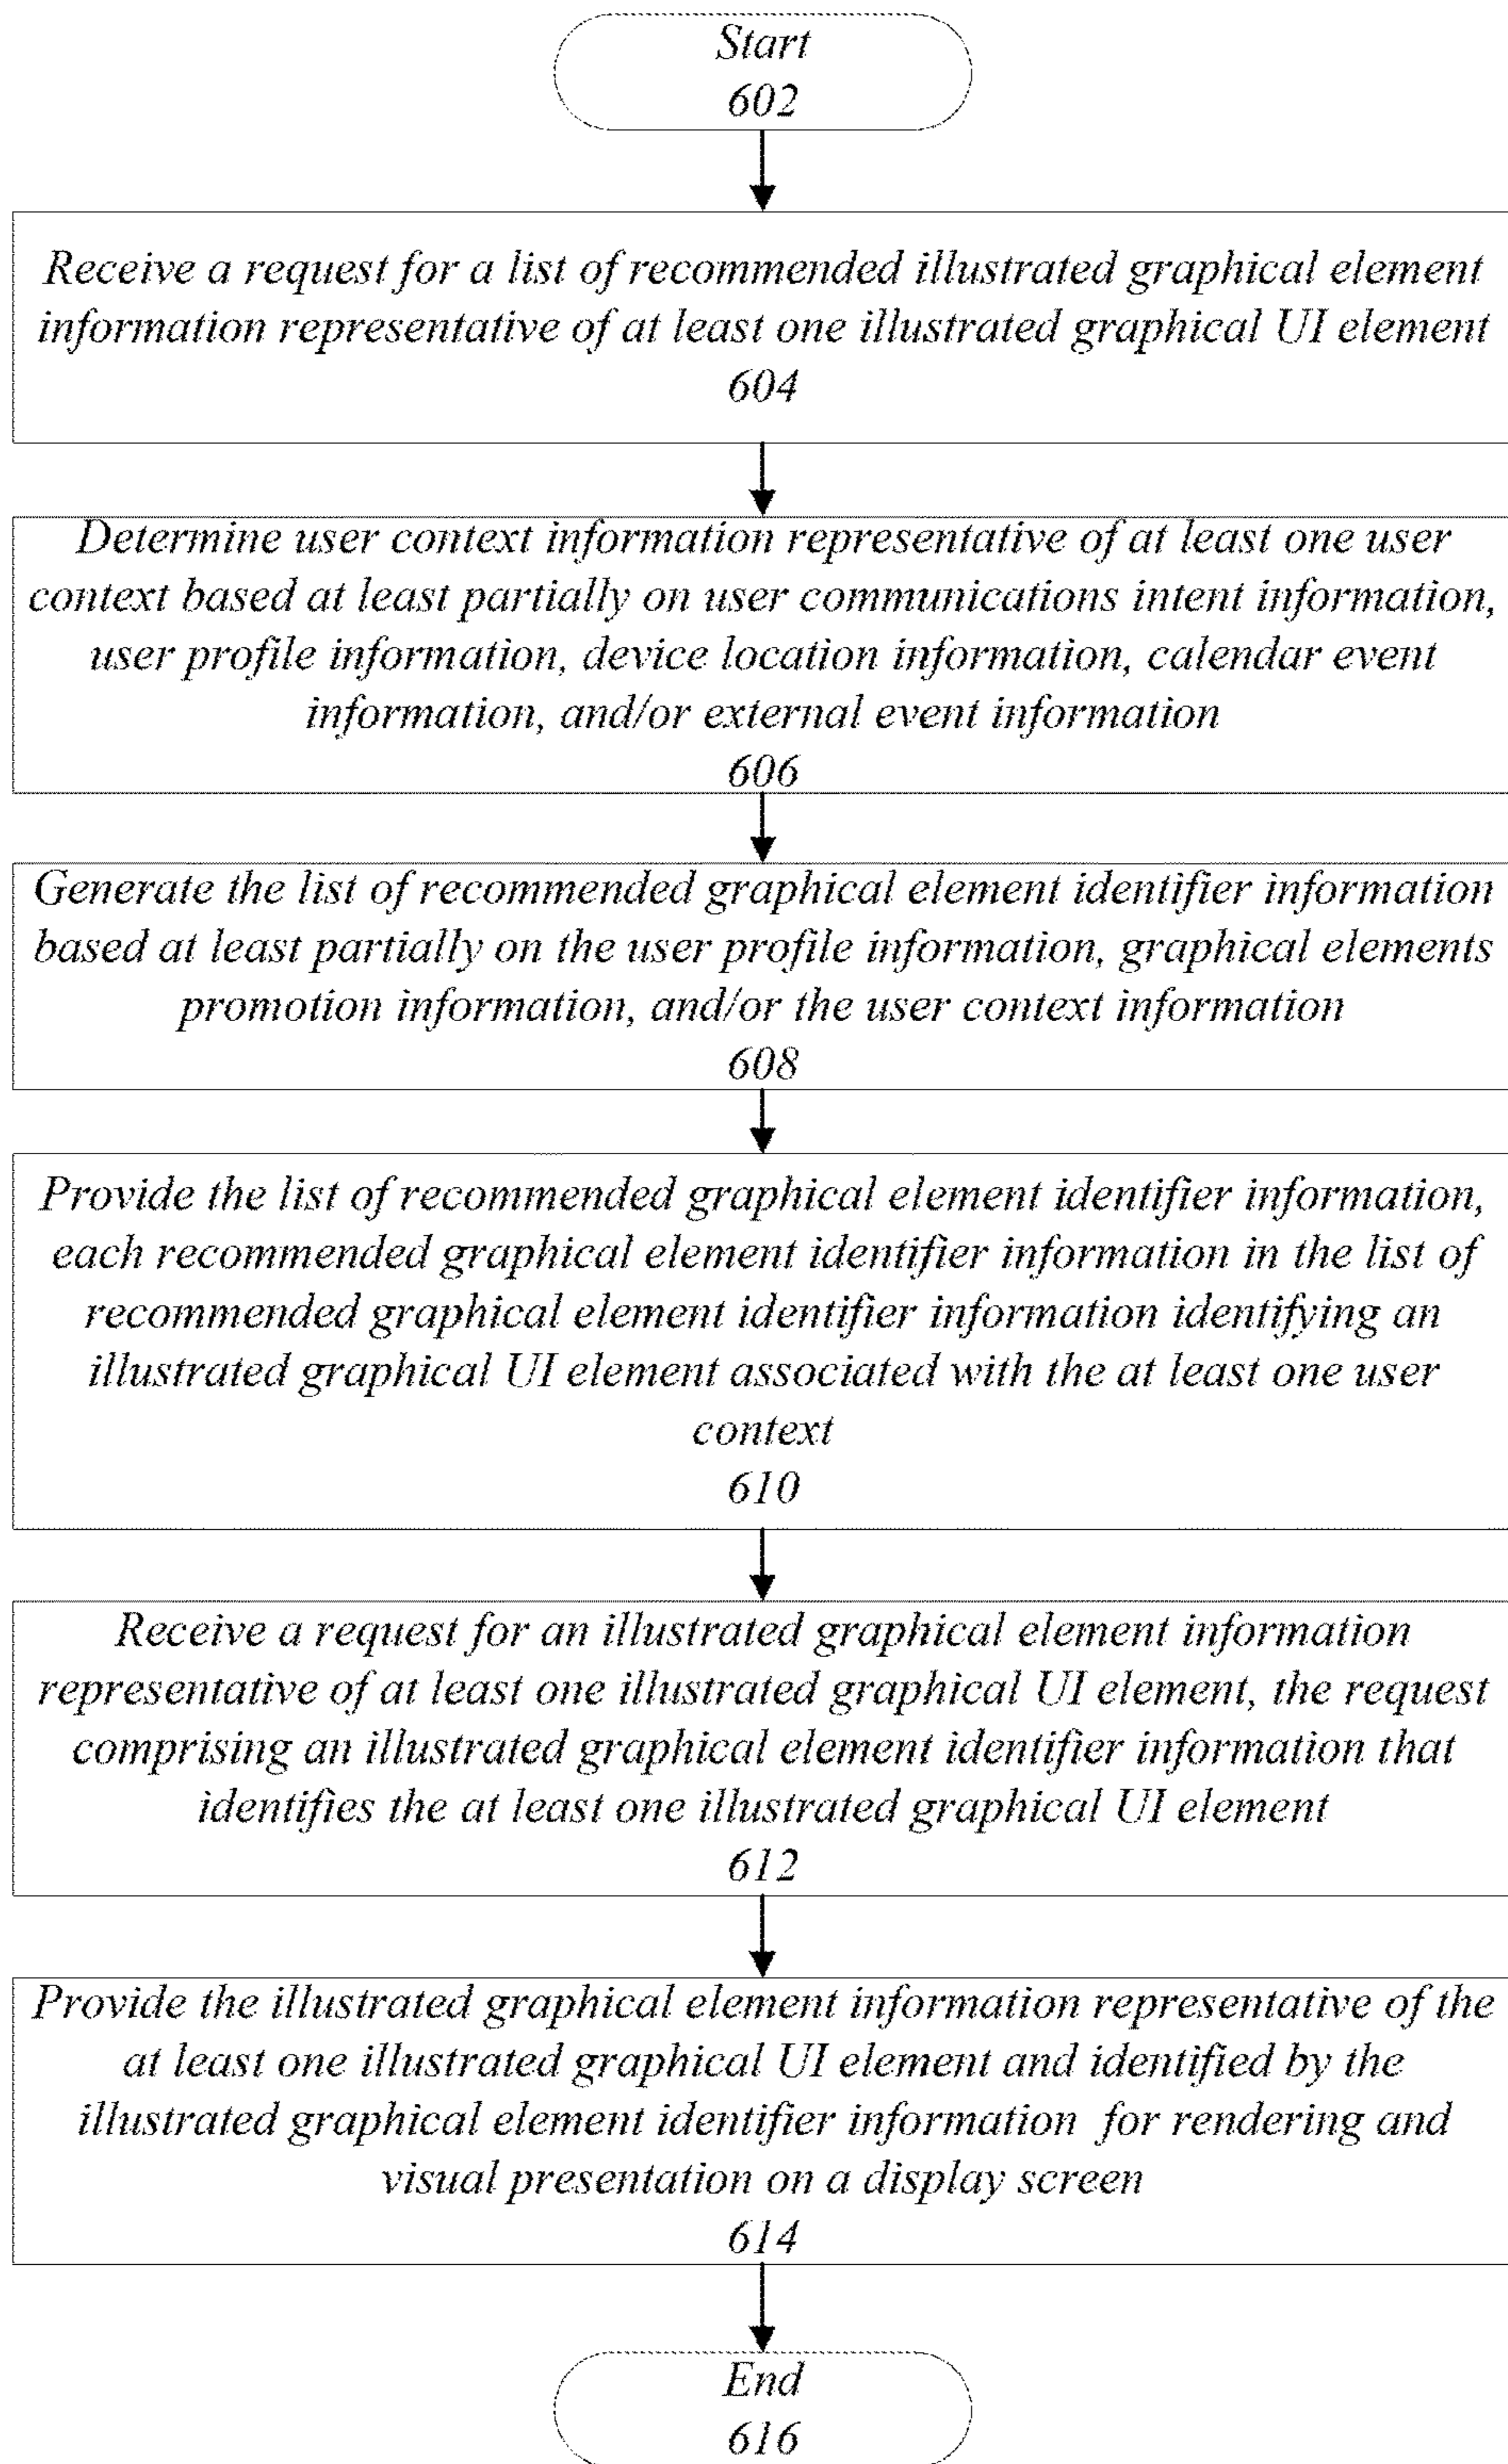 Start
602
Receive a request for a list of recommended illustrated graphical element
information representative of at least one illustrated graphical UI element
604
Determine user context information representative of at least one user
context based at least partially on user communications intent information,
user profile information, device location information, calendar event
information, and/or external event information
606
Generate the list of recommended graphical element identifier information
based at least partially on the user profile information, graphical elements
promotion information, and/or the user context information
608
Provide the list of recommended graphical element identifier information,
each recommended graphical element identifier information in the list of
recommended graphical element identifier information identifying an
illustrated graphical UI element associated with the at least one user
context
610
Receive a request for an illustrated graphical element information
representative of at least one illustrated graphical UI element, the request
comprising an illustrated graphical element identifier information that
identifies the at least one illustrated graphical UI element
612
Provide the illustrated graphical element information representative of the
at least one illustrated graphical UI element and identified by the
illustrated graphical element identifier information for rendering and
visual presentation on a display screen
614
End
616